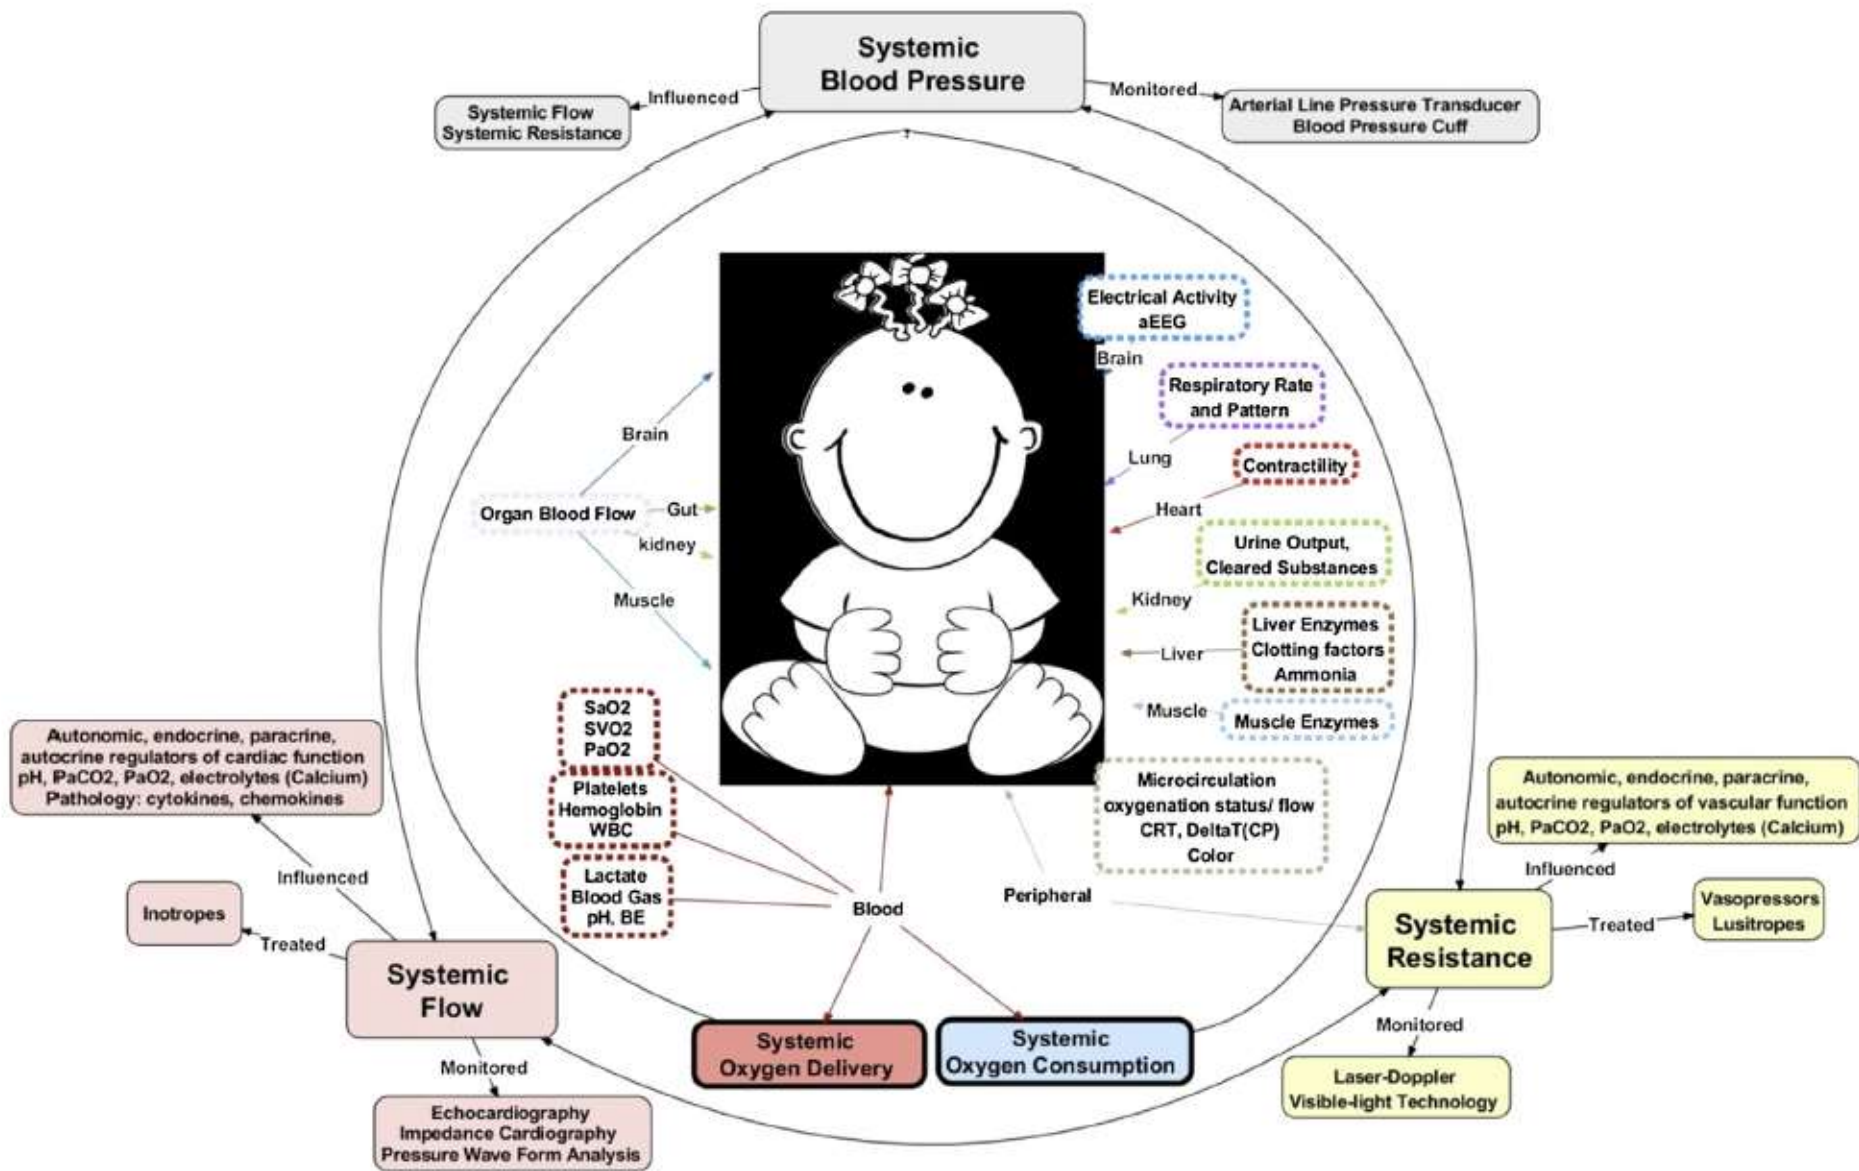 Systemic
Blood Pressure
Influenced
Monitored
Systemic Flow
Systemic Resistance
Arterial Line Pressure Transducer
Blood Pressure Cuff
Electrical Activity
aEEG
Brain
Respiratory Rate
and Pattern
Lung
Contractility
Heart
Urine Output,
Cleared Substances
Kidney
Liver Enzymes
Clotting factors
Ammonia
Liver
Muscle
Muscle Enzymes
Microcirculation
oxygenation status/ flow
CRT, DeltaT(CP)
Color
Peripheral
Brain
Organ Blood Flow
Gut
kidney
Muscle
SaO2
SVO2
PaO2
Platelets
Hemoglobin
WBC
Lactate
Blood Gas
pH, BE
Blood
Autonomic, endocrine, paracrine,
autocrine regulators of cardiac function
pH, PaCO2, PaO2, electrolytes (Calcium)
Pathology: cytokines, chemokines
Influenced
Inotropes
Treated
Systemic
Flow
Monitored
Echocardiography
Impedance Cardiography
Pressure Wave Form Analysis
Systemic
Oxygen Delivery
Systemic
Oxygen Consumption
Autonomic, endocrine, paracrine,
autocrine regulators of vascular function
pH, PaCO2, PaO2, electrolytes (Calcium)
Influenced
Vasopressors
Lusitropes
Treated
Systemic
Resistance
Monitored
Laser-Doppler
Visible-light Technology